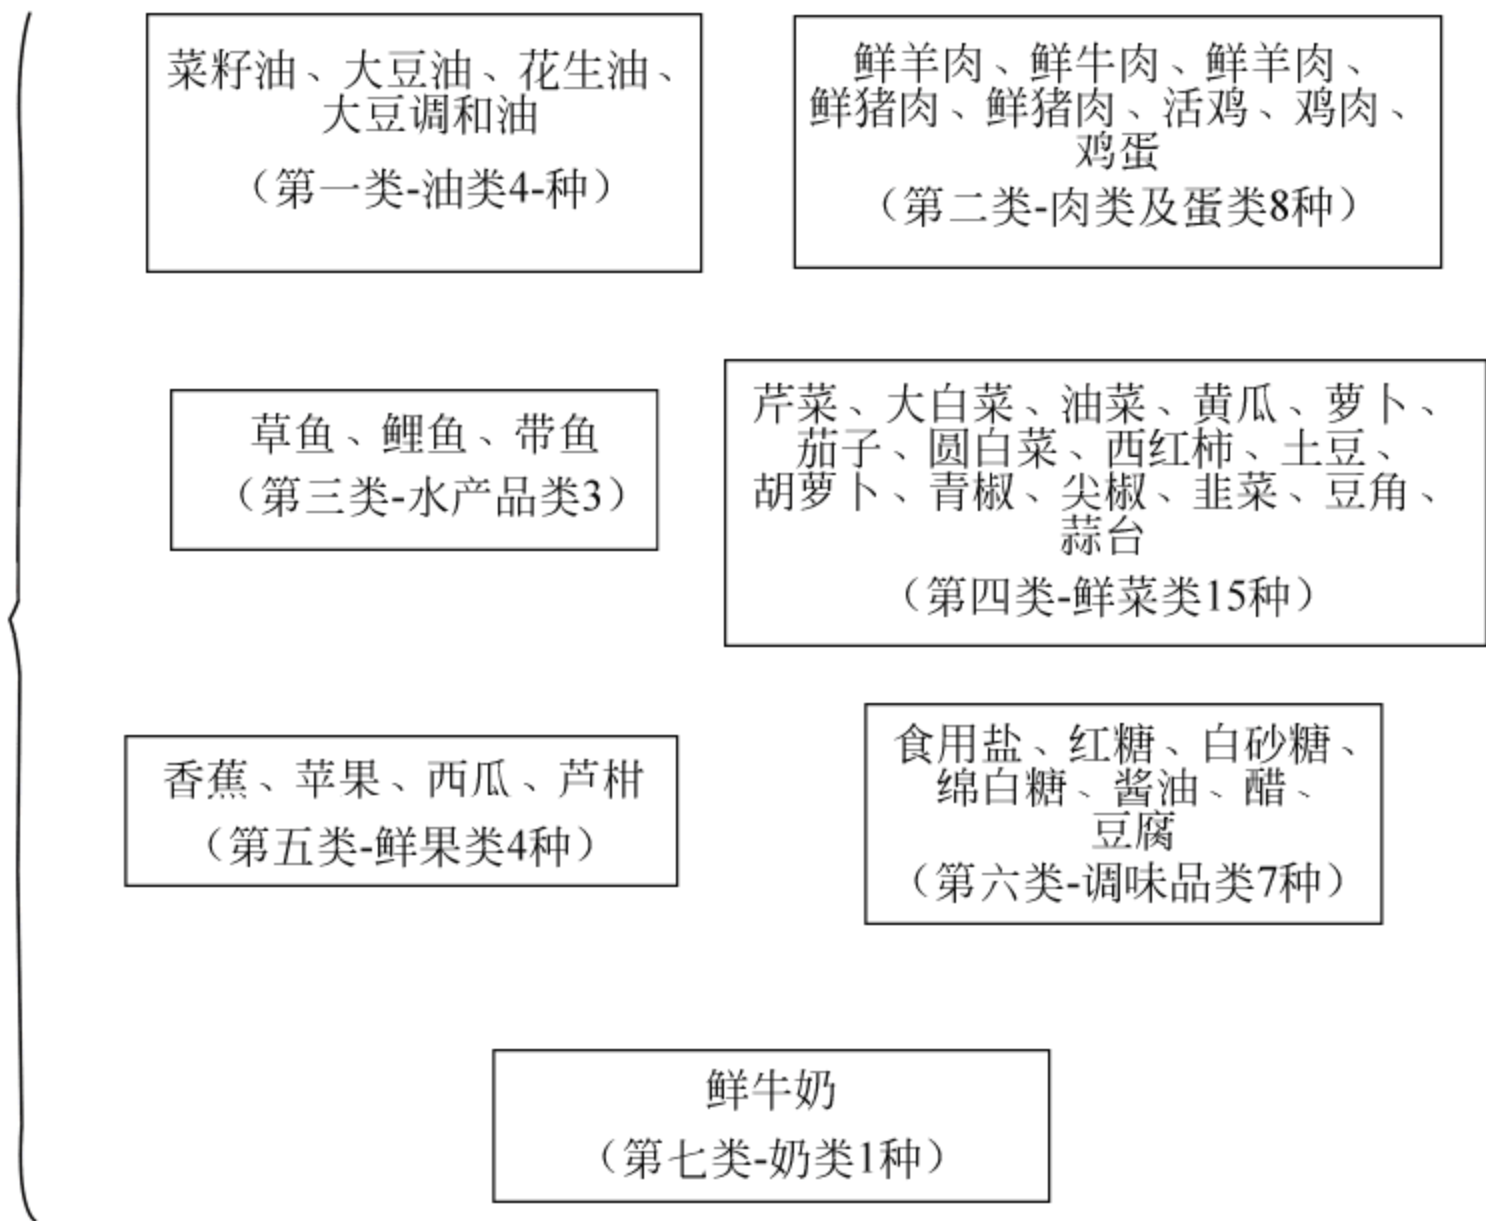 菜籽油、大豆油、花生油、
大豆调和油
（第一类-油类4-种）
鲜羊肉、鲜牛肉、鲜羊肉、
鲜猪肉、鲜猪肉、活鸡、鸡肉、
鸡蛋
（第二类-肉类及蛋类8种）
草鱼、鲤鱼、带鱼
（第三类-水产品类3）
芹菜、大白菜、油菜、黄瓜、萝卜、
茄子、圆白菜、西红柿、土豆、
胡萝卜、青椒、尖椒、韭菜、豆角、
蒜台
（第四类-鲜菜类15种）
香蕉、苹果、西瓜、芦柑
（第五类-鲜果类4种）
食用盐、红糖、白砂糖、
绵白糖、酱油、醋、
豆腐
（第六类-调味品类7种）
鲜牛奶
（第七类-奶类1种）